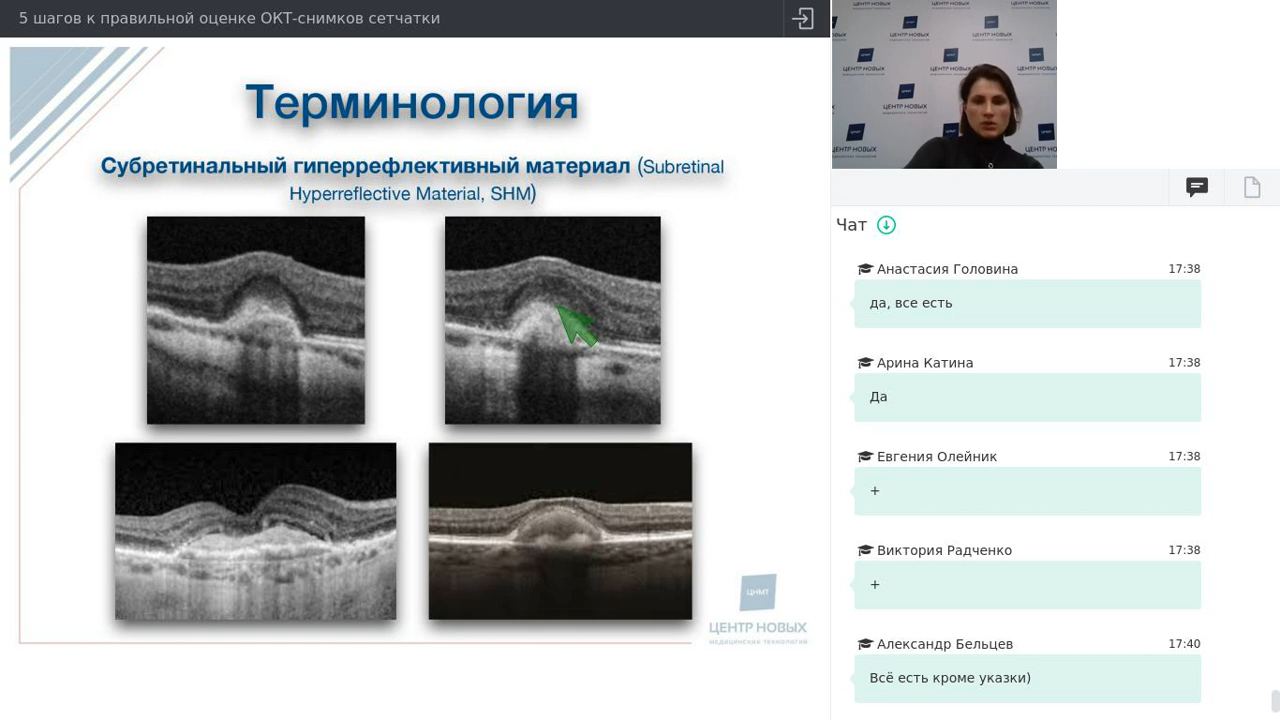 5 шагов к правильной оценке ОКТ-снимков сетчатки
Терминология
Субретинальный гиперрефлективный материал (Subretinal
Hyperreflective Material, SHM)
ЦНМТ
ЦЕНТР НОВЫХ
МЕДИЦИНСКИХ ТЕХНОЛОГИЙ
ЦЕНТР НОВЫХ
Чат
Анастасия Головина 17:38
да, все есть
Арина Катина 17:38
Да
Евгения Олейник 17:38
+
Виктория Радченко 17:38
+
Александр Бельцев 17:40
Всё есть кроме указки)